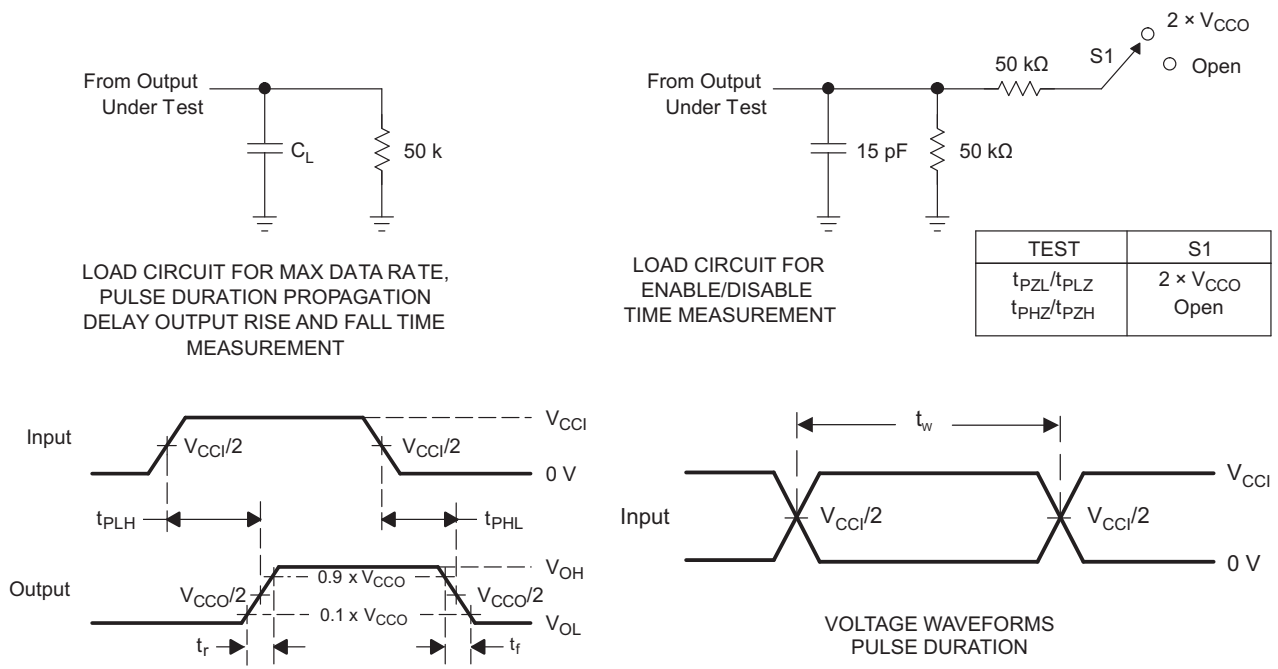 From Output
Under Test
C_L
50 k
LOAD CIRCUIT FOR MAX DATA RATE,
PULSE DURATION PROPAGATION
DELAY OUTPUT RISE AND FALL TIME
MEASUREMENT
From Output
Under Test
15 pF
50 kΩ
50 kΩ
S1
2 × V_CCO
Open
LOAD CIRCUIT FOR
ENABLE/DISABLE
TIME MEASUREMENT
TEST S1
t_PZL/t_PLZ 2 × V_CCO
t_PHZ/t_PZH Open
Input
V_CCI/2
V_CCI/2
V_CCI
0 V
t_PLH
t_PHL
Output
V_CCO/2
0.9 x V_CCO
0.1 x V_CCO
V_CCO/2
V_OH
V_OL
t_r
t_f
t_w
Input
V_CCI/2
V_CCI/2
V_CCI
0 V
VOLTAGE WAVEFORMS
PULSE DURATION